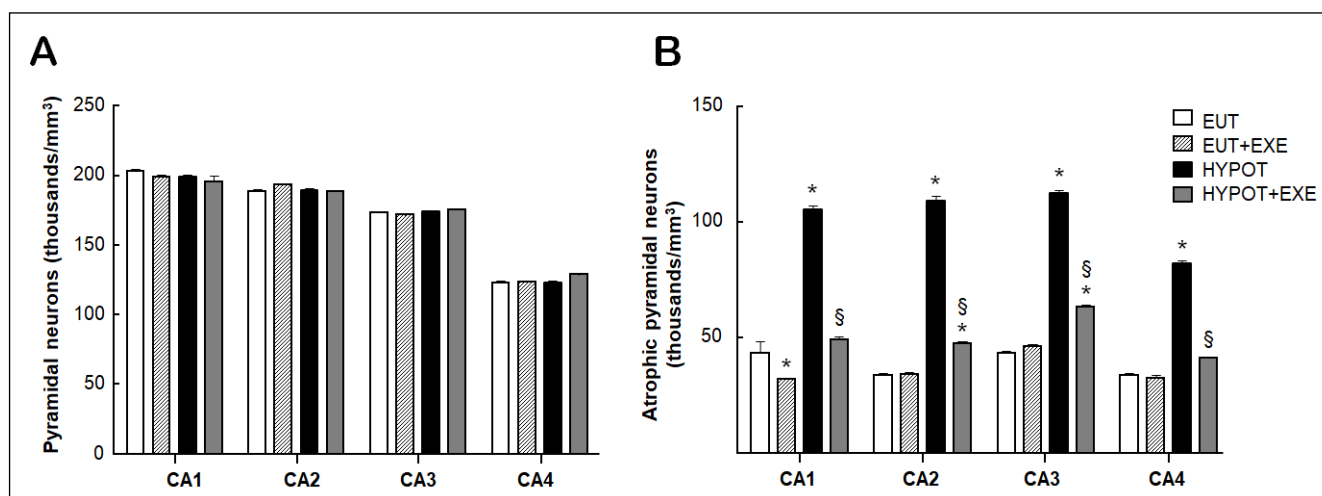 A
Pyramidal neurons (thousands/mm³)
250
200
150
100
50
0
CA1 CA2 CA3 CA4
B
Atrophic pyramidal neurons
(thousands/mm³)
150
100
50
EUT
EUT+EXE
HYPOT
HYPOT+EXE
* * * *
§
§ § *
* §
*
CA1 CA2 CA3 CA4